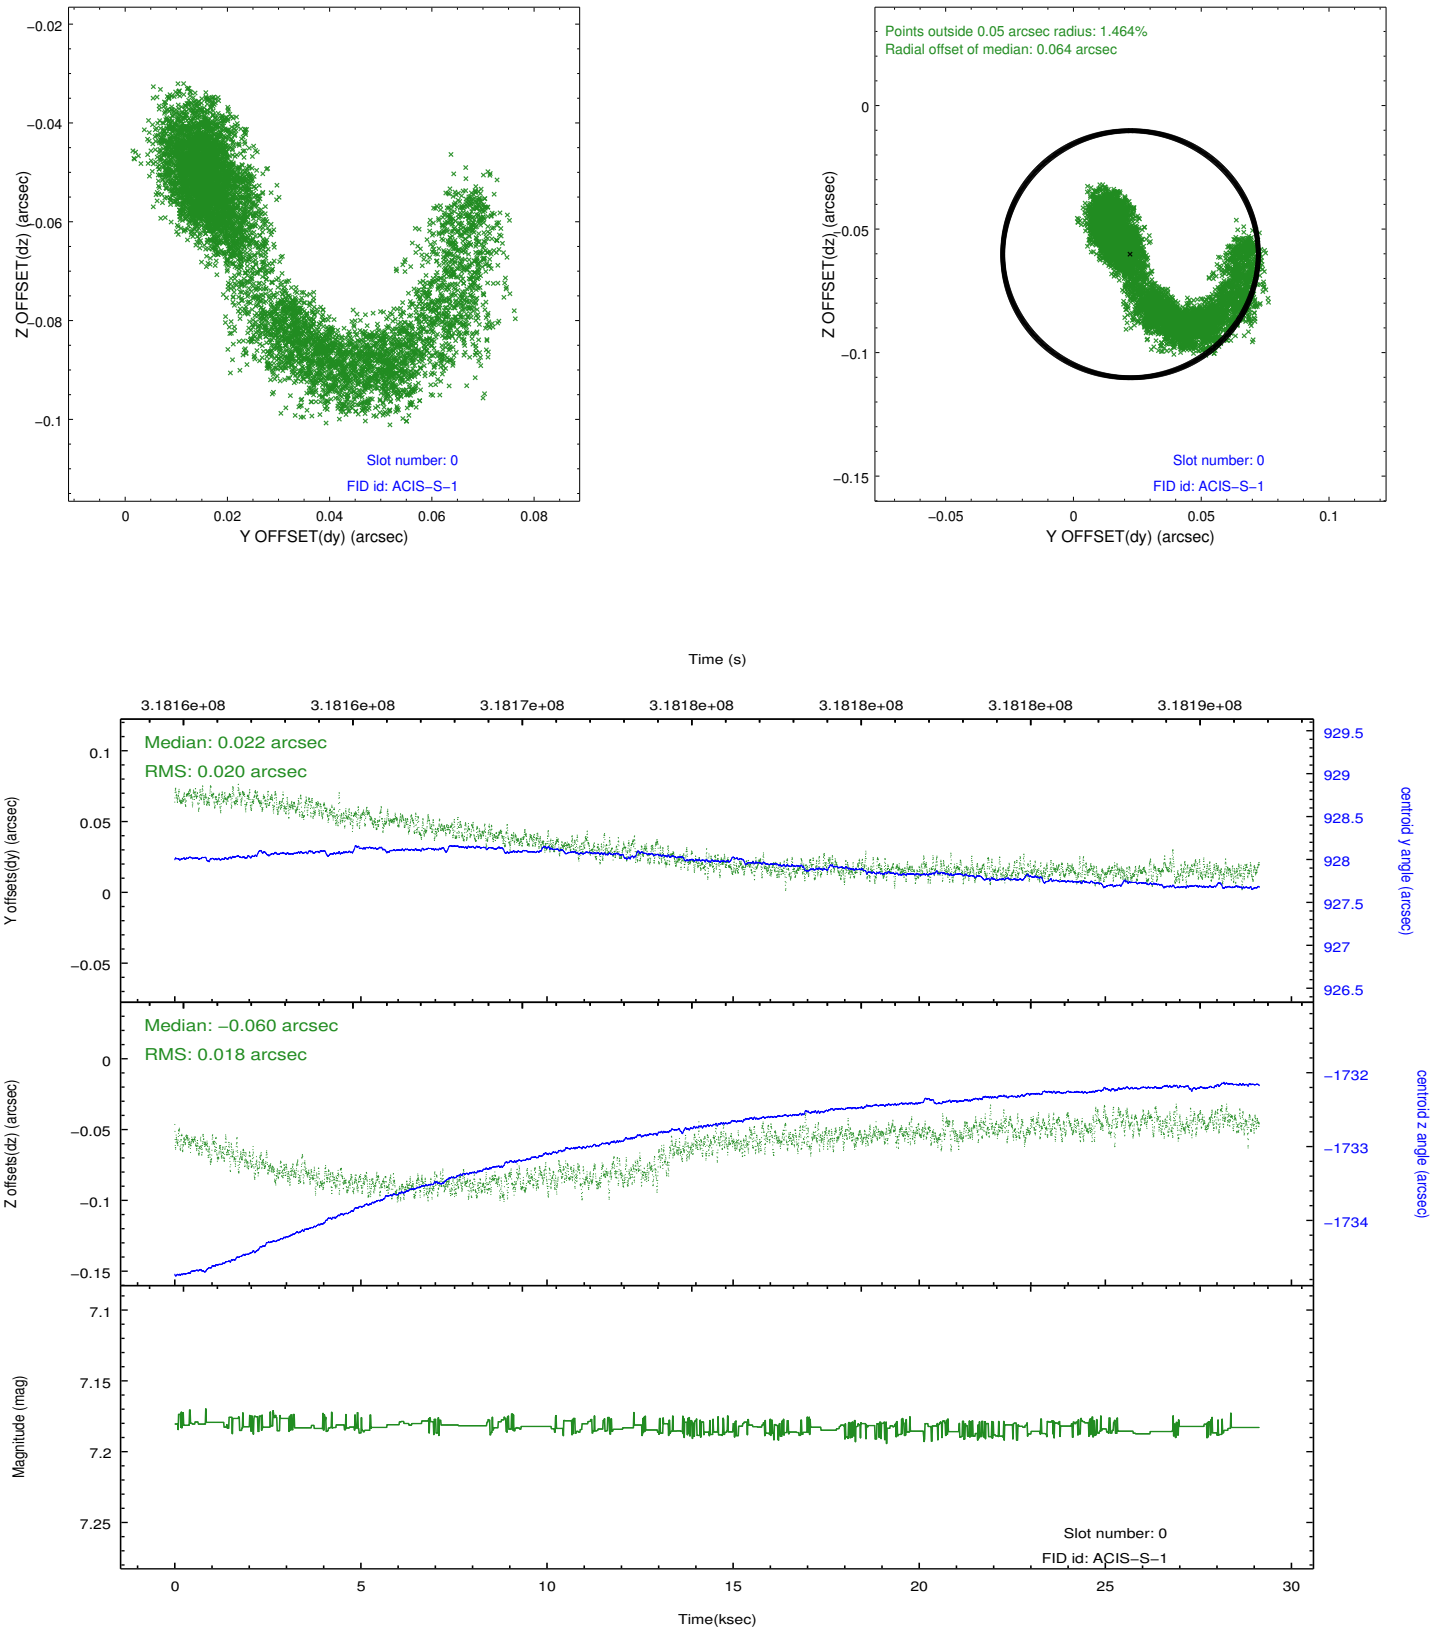 −0.02
−0.04
−0.06
−0.08
−0.1
Z OFFSET(dz) (arcsec)
Slot number: 0
FID id: ACIS−S−1
0 0.02 0.04 0.06 0.08
Y OFFSET(dy) (arcsec)
Points outside 0.05 arcsec radius: 1.464%
Radial offset of median: 0.064 arcsec
0
−0.05
−0.1
−0.15
Z OFFSET(dz) (arcsec)
Slot number: 0
FID id: ACIS−S−1
−0.05 0 0.05 0.1
Y OFFSET(dy) (arcsec)
Time (s)
3.1816e+08 3.1816e+08 3.1817e+08 3.1818e+08 3.1818e+08 3.1818e+08 3.1819e+08
Median: 0.022 arcsec
RMS: 0.020 arcsec
0.1
0.05
0
−0.05
Y offsets(dy) (arcsec)
929.5
929
928.5
928
927.5
927
926.5
centroid y angle (arcsec)
Median: −0.060 arcsec
RMS: 0.018 arcsec
0
−0.05
−0.1
−0.15
Z offsets(dz) (arcsec)
−1732
−1733
−1734
centroid z angle (arcsec)
7.1
7.15
7.2
7.25
Magnitude (mag)
Slot number: 0
FID id: ACIS−S−1
0 5 10 15 20 25 30
Time(ksec)